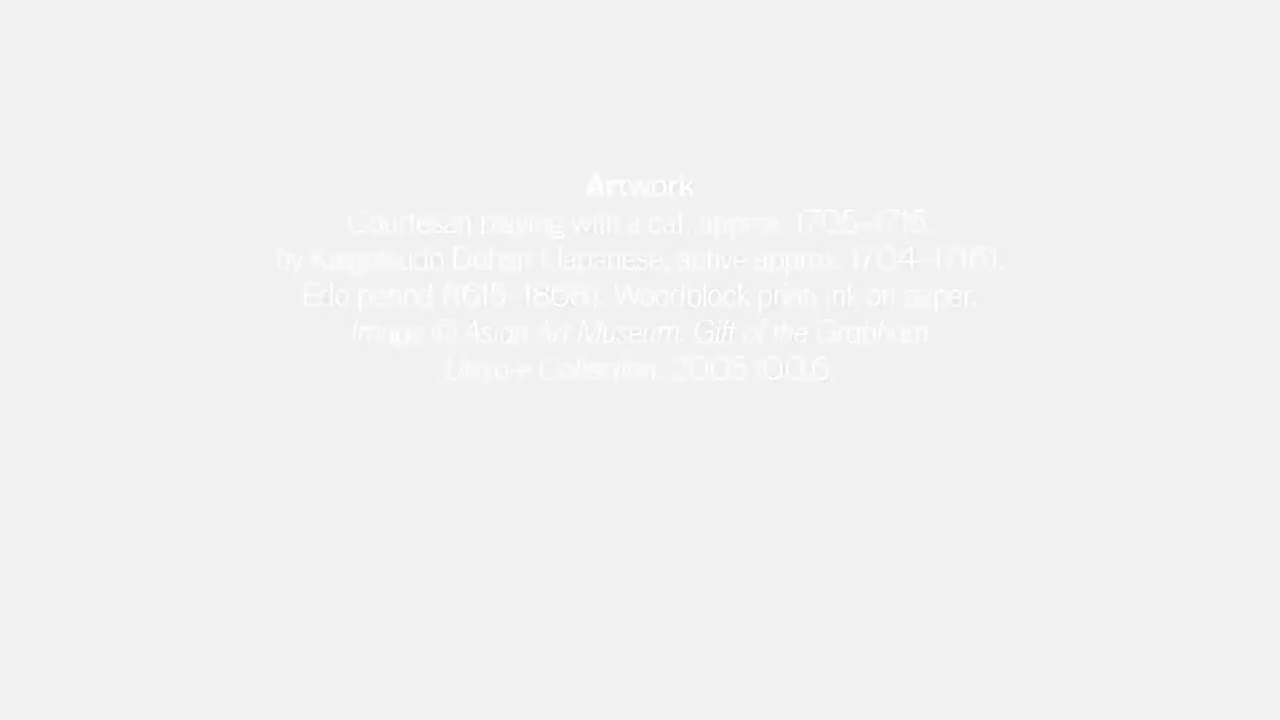 Artwork
Courtesan playing with a cat, approx. 1705–1715,
by Kaigetsudo Dohan (Japanese, active approx. 1704–1716).
Edo period (1615–1868). Woodblock print, ink on paper.
Image © Asian Art Museum. Gift of the Grabhorn
Ukiyo-e Collection, 2005.100.6.